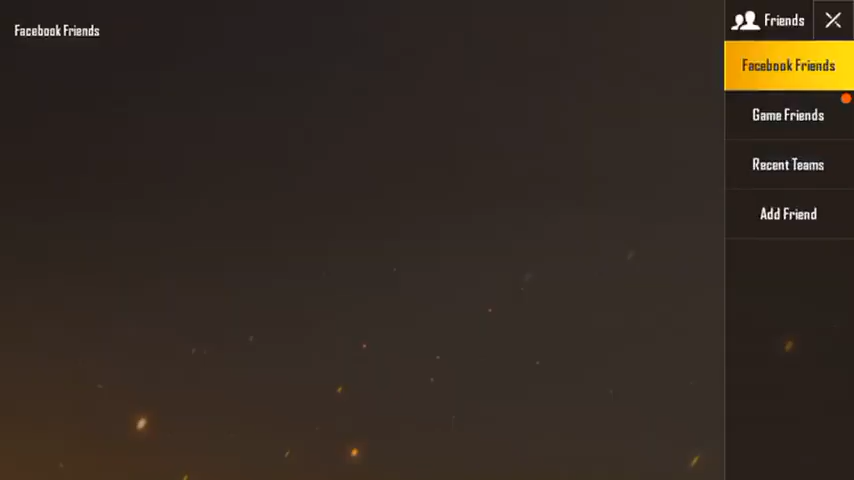 Facebook Friends
Friends
Facebook Friends
Game Friends
Recent Teams
Add Friend